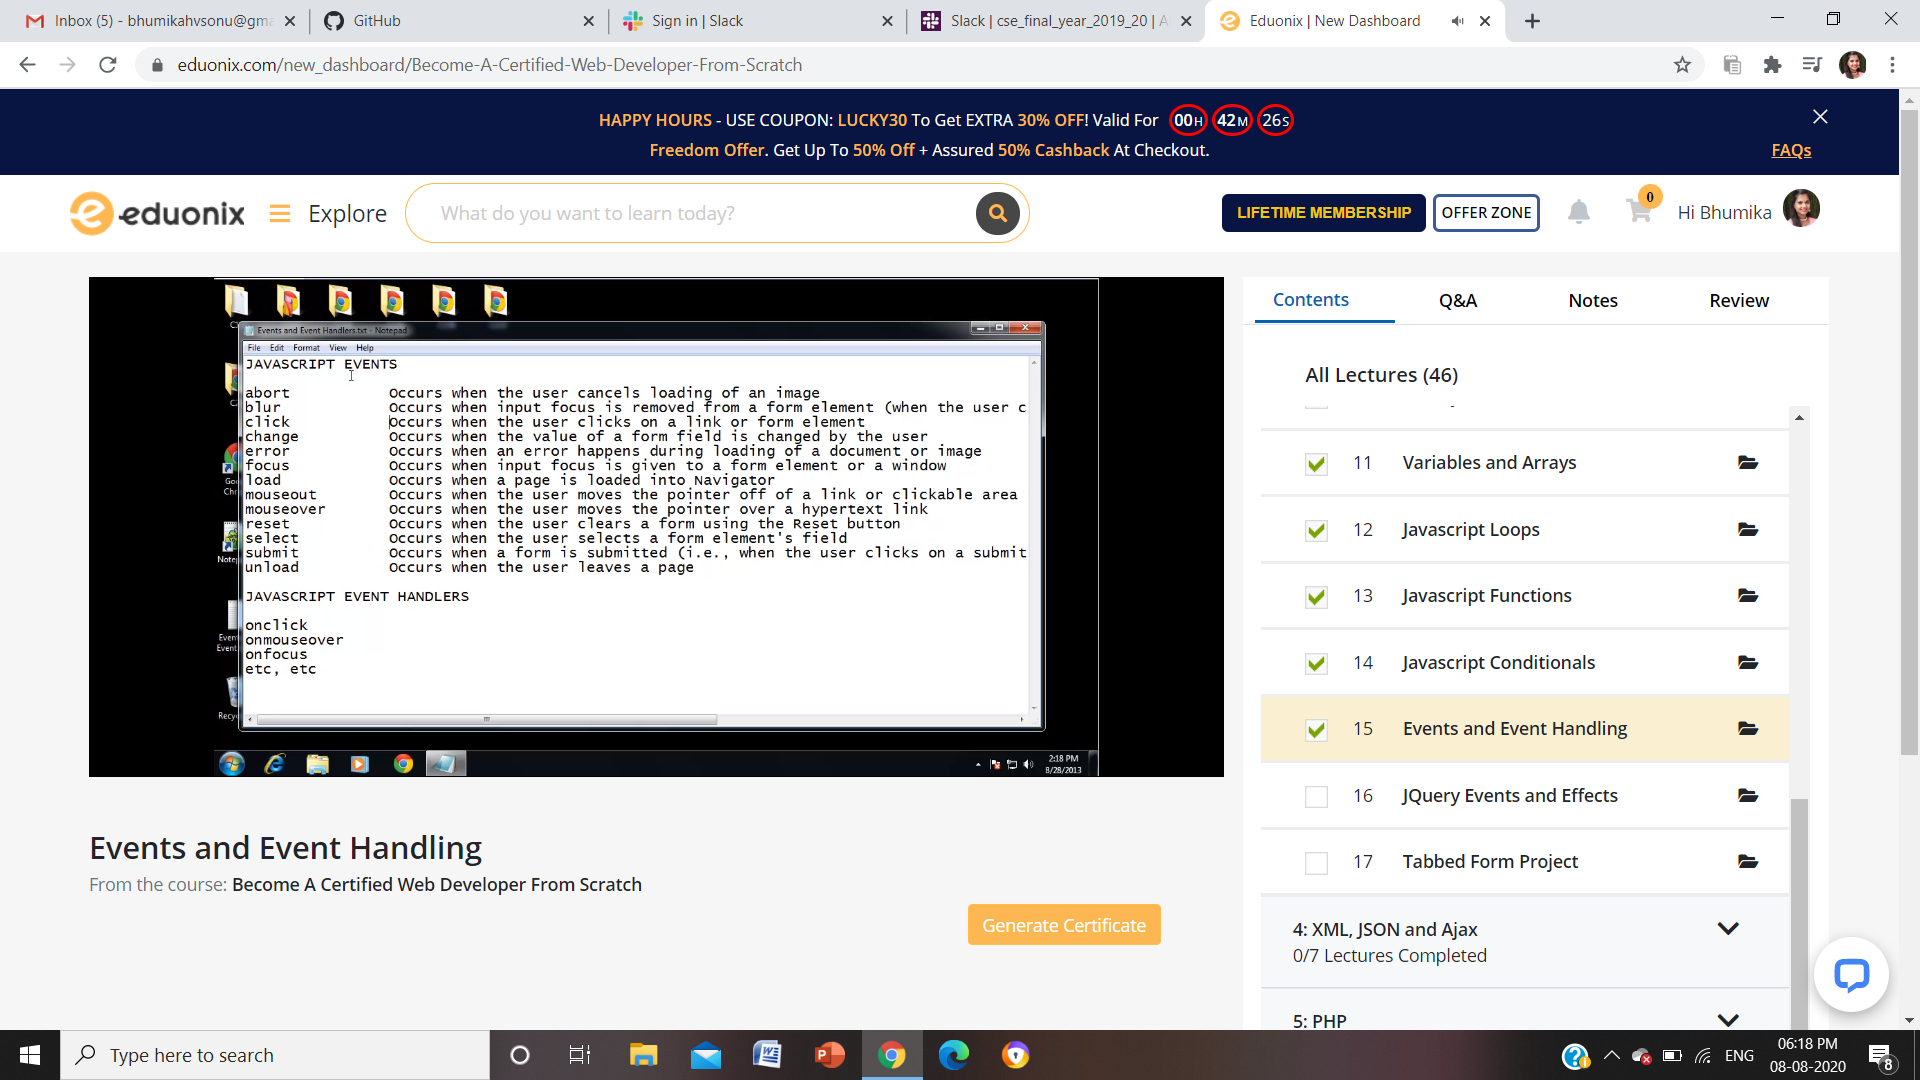 Inbox (5) - bhumikahvsonu@gma
GitHub
Sign in | Slack
Slack | cse_final_year_2019_20 | A
Eduonix | New Dashboard
eduonix.com/new_dashboard/Become-A-Certified-Web-Developer-From-Scratch
HAPPY HOURS - USE COUPON: LUCKY30 To Get EXTRA 30% OFF! Valid For 00H 42M 26S
Freedom Offer. Get Up To 50% Off + Assured 50% Cashback At Checkout.
FAQs
eduonix
Explore
What do you want to learn today?
LIFETIME MEMBERSHIP
OFFER ZONE
0
Hi Bhumika
Events and Event Handlers.txt - Notepad
File Edit Format View Help
JAVASCRIPT EVENTS
abort Occurs when the user cancels loading of an image
blur Occurs when input focus is removed from a form element (when the user c
click Occurs when the user clicks on a link or form element
change Occurs when the value of a form field is changed by the user
error Occurs when an error happens during loading of a document or image
focus Occurs when input focus is given to a form element or a window
load Occurs when a page is loaded into Navigator
mouseout Occurs when the user moves the pointer off of a link or clickable area
mouseover Occurs when the user moves the pointer over a hypertext link
reset Occurs when the user clears a form using the Reset button
select Occurs when the user selects a form element's field
submit Occurs when a form is submitted (i.e., when the user clicks on a submit
unload Occurs when the user leaves a page
JAVASCRIPT EVENT HANDLERS
onclick
onmouseover
onfocus
etc, etc
2:18 PM
8/28/2013
Events and Event Handling
From the course: Become A Certified Web Developer From Scratch
Generate Certificate
Contents Q&A Notes Review
All Lectures (46)
11 Variables and Arrays
12 Javascript Loops
13 Javascript Functions
14 Javascript Conditionals
15 Events and Event Handling
16 JQuery Events and Effects
17 Tabbed Form Project
4: XML, JSON and Ajax
0/7 Lectures Completed
5: PHP
Type here to search
ENG
06:18 PM
08-08-2020
8